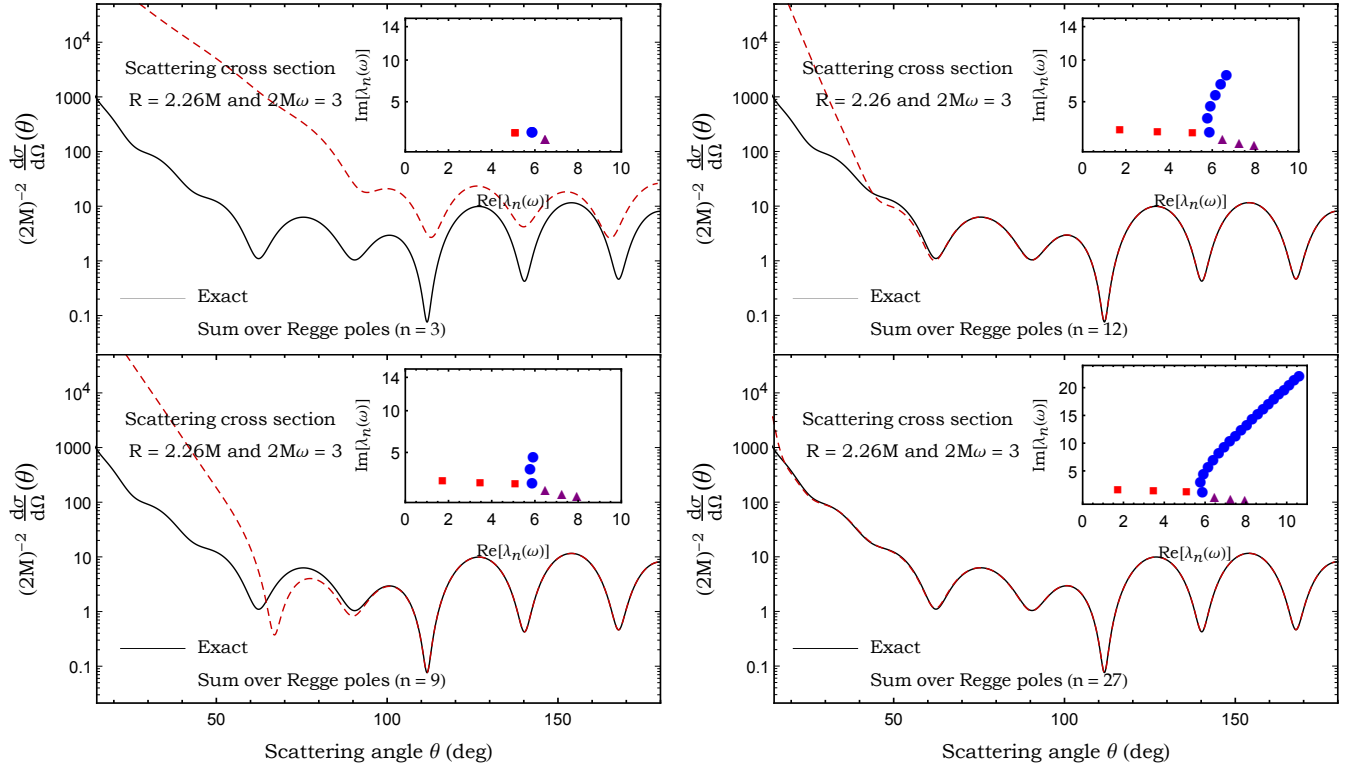 10⁴
1000
100
10
1
0.1
(2M)⁻² dσ/dΩ (θ)
Scattering cross section
R = 2.26M and 2Mω = 3
Exact
Sum over Regge poles (n = 3)
Im[λn(ω)]
14
10
5
0 2 4 6 8 10
Re[λn(ω)]
10⁴
1000
100
10
1
0.1
(2M)⁻² dσ/dΩ (θ)
Scattering cross section
R = 2.26 and 2Mω = 3
Exact
Sum over Regge poles (n = 12)
Im[λn(ω)]
14
10
5
0 2 4 6 8 10
Re[λn(ω)]
10⁴
1000
100
10
1
0.1
(2M)⁻² dσ/dΩ (θ)
Scattering cross section
R = 2.26M and 2Mω = 3
Exact
Sum over Regge poles (n = 9)
Im[λn(ω)]
14
10
5
0 2 4 6 8 10
Re[λn(ω)]
50 100 150
Scattering angle θ (deg)
10⁴
1000
100
10
1
0.1
(2M)⁻² dσ/dΩ (θ)
Scattering cross section
R = 2.26M and 2Mω = 3
Exact
Sum over Regge poles (n = 27)
Im[λn(ω)]
20
15
10
5
0 2 4 6 8 10
Re[λn(ω)]
50 100 150
Scattering angle θ (deg)